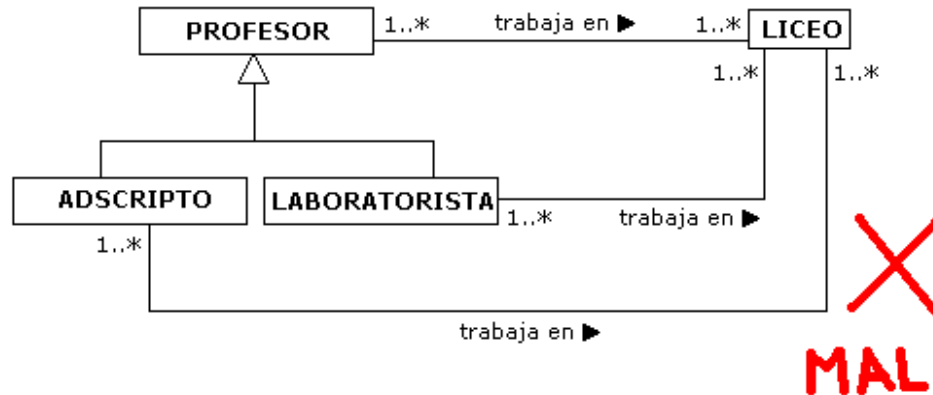 PROFESOR 1..* trabaja en ▶ 1..* LICEO
1..* 1..*
ADSCRIPTO LABORATORISTA
1..* 1..* trabaja en ▶
trabaja en ▶
MAL